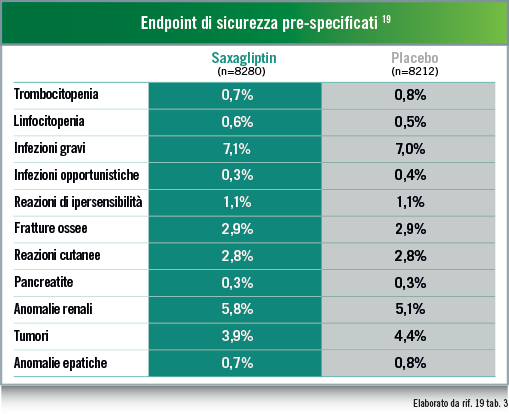 Endpoint di sicurezza pre-specificati 19
Saxagliptin Placebo
(n=8280) (n=8212)
Trombocitopenia 0,7% 0,8%
Linfocitopenia 0,6% 0,5%
Infezioni gravi 7,1% 7,0%
Infezioni opportunistiche 0,3% 0,4%
Reazioni di ipersensibilità 1,1% 1,1%
Fratture ossee 2,9% 2,9%
Reazioni cutanee 2,8% 2,8%
Pancreatite 0,3% 0,3%
Anomalie renali 5,8% 5,1%
Tumori 3,9% 4,4%
Anomalie epatiche 0,7% 0,8%
Elaborato da rif. 19 tab. 3